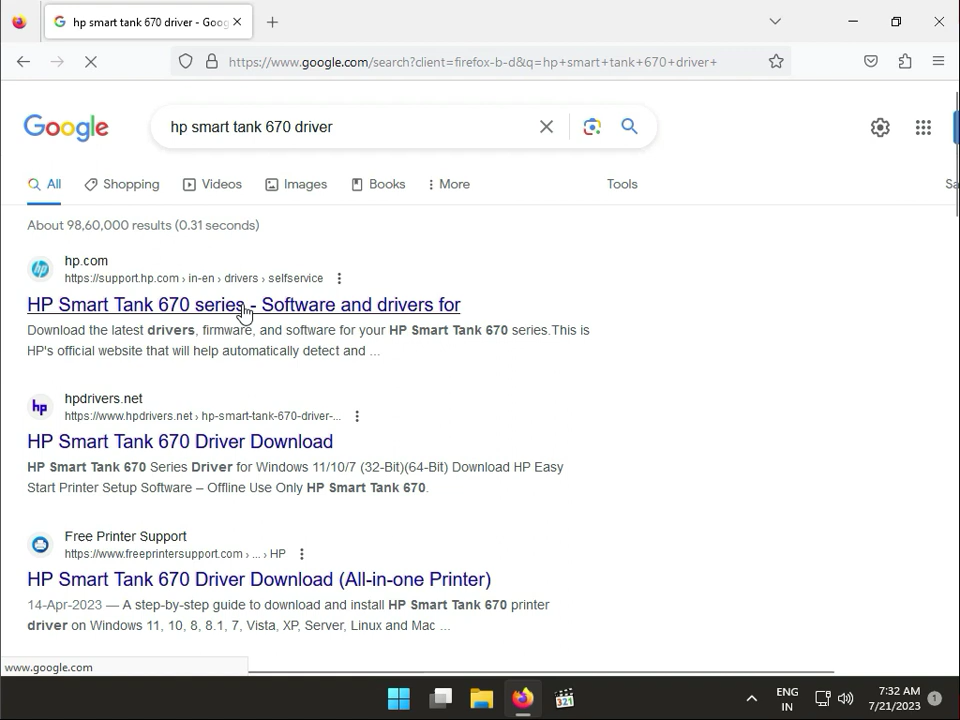 hp smart tank 670 driver - Goog
https://www.google.com/search?client=firefox-b-d&q=hp+smart+tank+670+driver+
Google
hp smart tank 670 driver
All
Shopping
Videos
Images
Books
More
Tools
Sa
About 98,60,000 results (0.31 seconds)
hp.com
https://support.hp.com › in-en › drivers › selfservice
HP Smart Tank 670 series - Software and drivers for
Download the latest drivers, firmware, and software for your HP Smart Tank 670 series.This is
HP's official website that will help automatically detect and ...
hp
hpdrivers.net
https://www.hpdrivers.net › hp-smart-tank-670-driver-...
HP Smart Tank 670 Driver Download
HP Smart Tank 670 Series Driver for Windows 11/10/7 (32-Bit)(64-Bit) Download HP Easy
Start Printer Setup Software – Offline Use Only HP Smart Tank 670.
Free Printer Support
https://www.freeprintersupport.com › ... › HP
HP Smart Tank 670 Driver Download (All-in-one Printer)
14-Apr-2023 — A step-by-step guide to download and install HP Smart Tank 670 printer
driver on Windows 11, 10, 8, 8.1, 7, Vista, XP, Server, Linux and Mac ...
www.google.com
321
ENG
IN
7:32 AM
7/21/2023
1